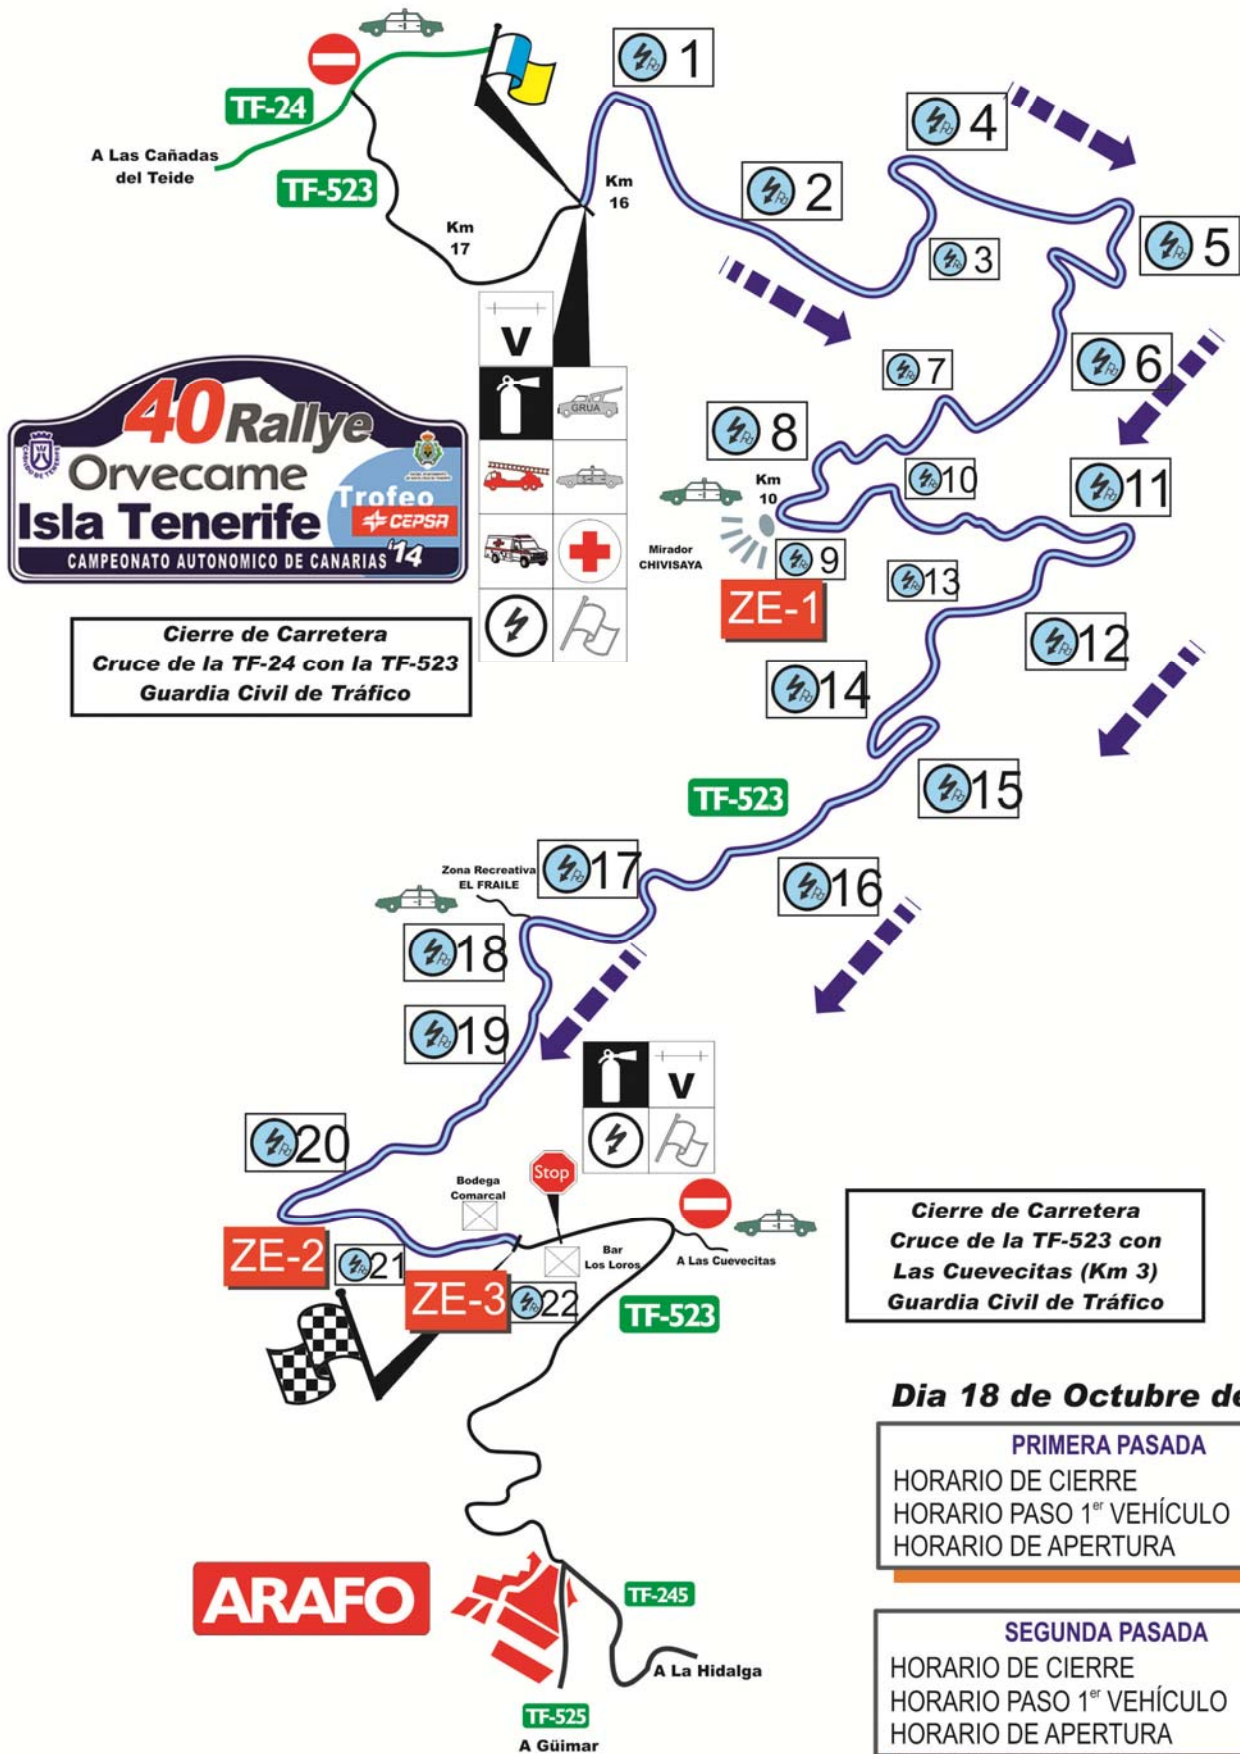 1
4
TF-24
A Las Cañadas
del Teide
TF-523
Km
16
2
Km
17
3
5
V
7
6
GRUA
40 Rallye
Orvecame
Isla Tenerife
Trofeo
CEPSA
CAMPEONATO AUTONOMICO DE CANARIAS '14
8
Km
10
10
11
Mirador
CHIVISAYA
9
13
ZE-1
12
Cierre de Carretera
Cruce de la TF-24 con la TF-523
Guardia Civil de Tráfico
14
TF-523
15
Zona Recreativa
EL FRAILE
17
16
18
19
V
20
Bodega
Comarcal
Stop
ZE-2
21
Bar
Los Loros
A Las Cuevecitas
ZE-3
22
TF-523
Cierre de Carretera
Cruce de la TF-523 con
Las Cuevecitas (Km 3)
Guardia Civil de Tráfico
Dia 18 de Octubre de
PRIMERA PASADA
HORARIO DE CIERRE
HORARIO PASO 1er VEHÍCULO
HORARIO DE APERTURA
ARAFO
TF-245
A La Hidalga
TF-525
A Güimar
SEGUNDA PASADA
HORARIO DE CIERRE
HORARIO PASO 1er VEHÍCULO
HORARIO DE APERTURA